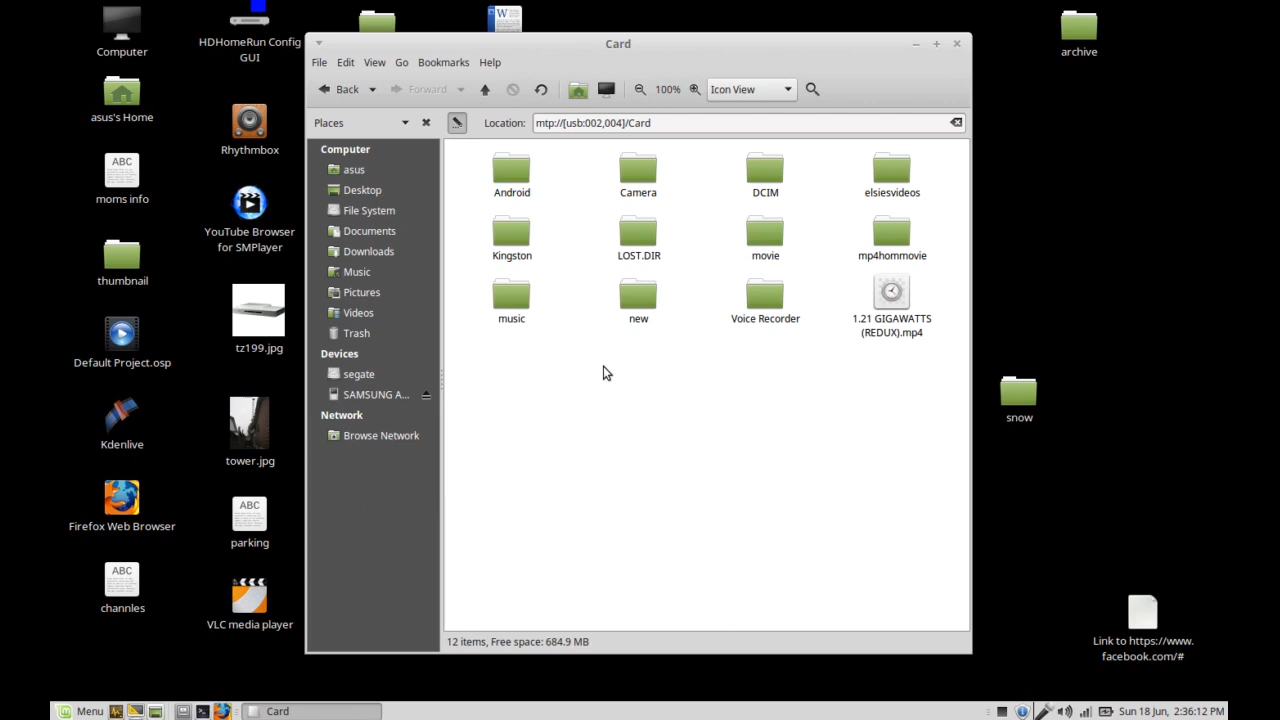 Computer
HDHomeRun Config
GUI
asus's Home
Rhythmbox
ABC
moms info
YouTube Browser
for SMPlayer
thumbnail
tz199.jpg
Default Project.osp
Kdenlive
tower.jpg
Firefox Web Browser
ABC
parking
ABC
channles
VLC media player
W
archive
snow
Link to https://www.
facebook.com/#
Card
File Edit View Go Bookmarks Help
Back Forward 100% Icon View
Places
Location: mtp://[usb:002,004]/Card
Computer
asus
Desktop
File System
Documents
Downloads
Music
Pictures
Videos
Trash
Devices
segate
SAMSUNG A...
Network
Browse Network
Android Camera DCIM elsiesvideos
Kingston LOST.DIR movie mp4hommovie
music new Voice Recorder 1.21 GIGAWATTS
(REDUX).mp4
12 items, Free space: 684.9 MB
Menu Card Sun 18 Jun, 2:36:12 PM